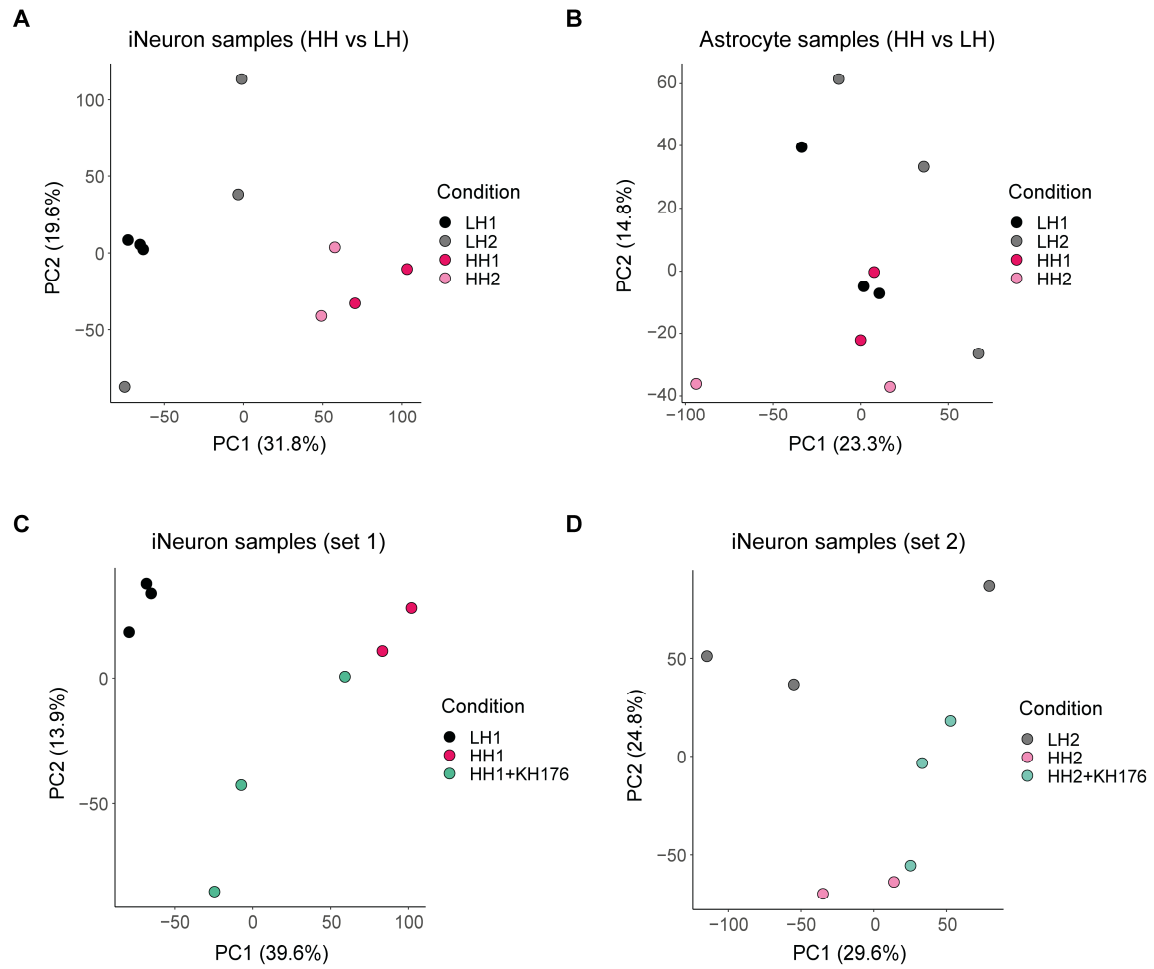 A
iNeuron samples (HH vs LH)
100
50
0
−50
PC2 (19.6%)
−50
0
50
100
PC1 (31.8%)
Condition
LH1
LH2
HH1
HH2
B
Astrocyte samples (HH vs LH)
60
40
20
0
−20
−40
PC2 (14.8%)
−100
−50
0
50
PC1 (23.3%)
Condition
LH1
LH2
HH1
HH2
C
iNeuron samples (set 1)
0
−50
PC2 (13.9%)
−50
0
50
100
PC1 (39.6%)
Condition
LH1
HH1
HH1+KH176
D
iNeuron samples (set 2)
50
0
−50
PC2 (24.8%)
−100
−50
0
50
PC1 (29.6%)
Condition
LH2
HH2
HH2+KH176